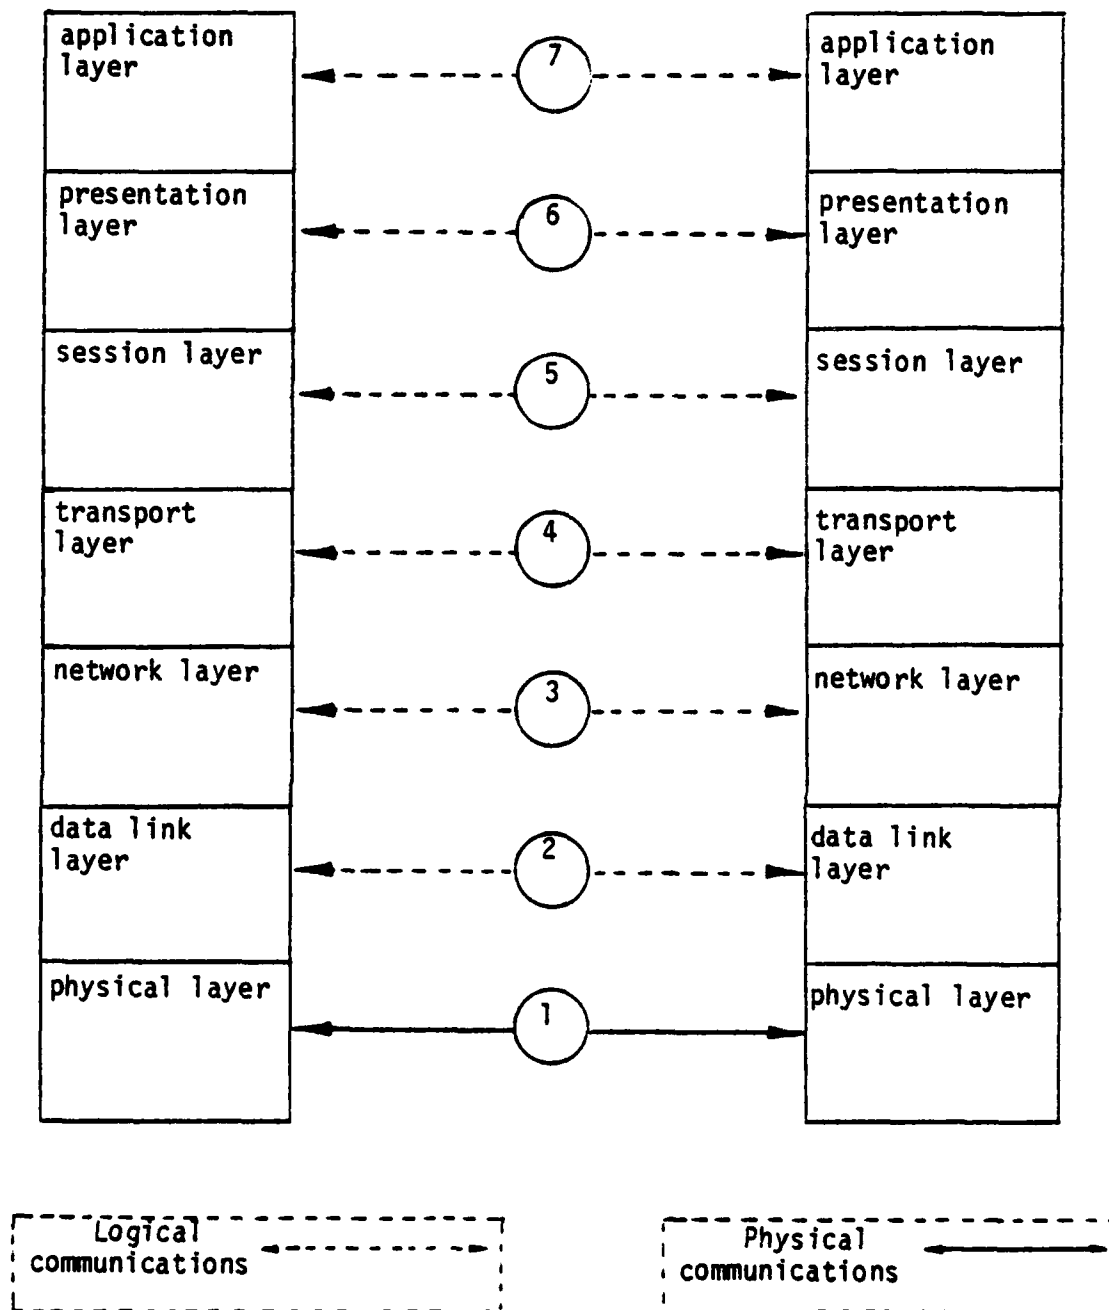 application
layer
7
application
layer
presentation
layer
6
presentation
layer
session layer
5
session layer
transport
layer
4
transport
layer
network layer
3
network layer
data link
layer
2
data link
layer
physical layer
1
physical layer
Logical
communications
Physical
communications